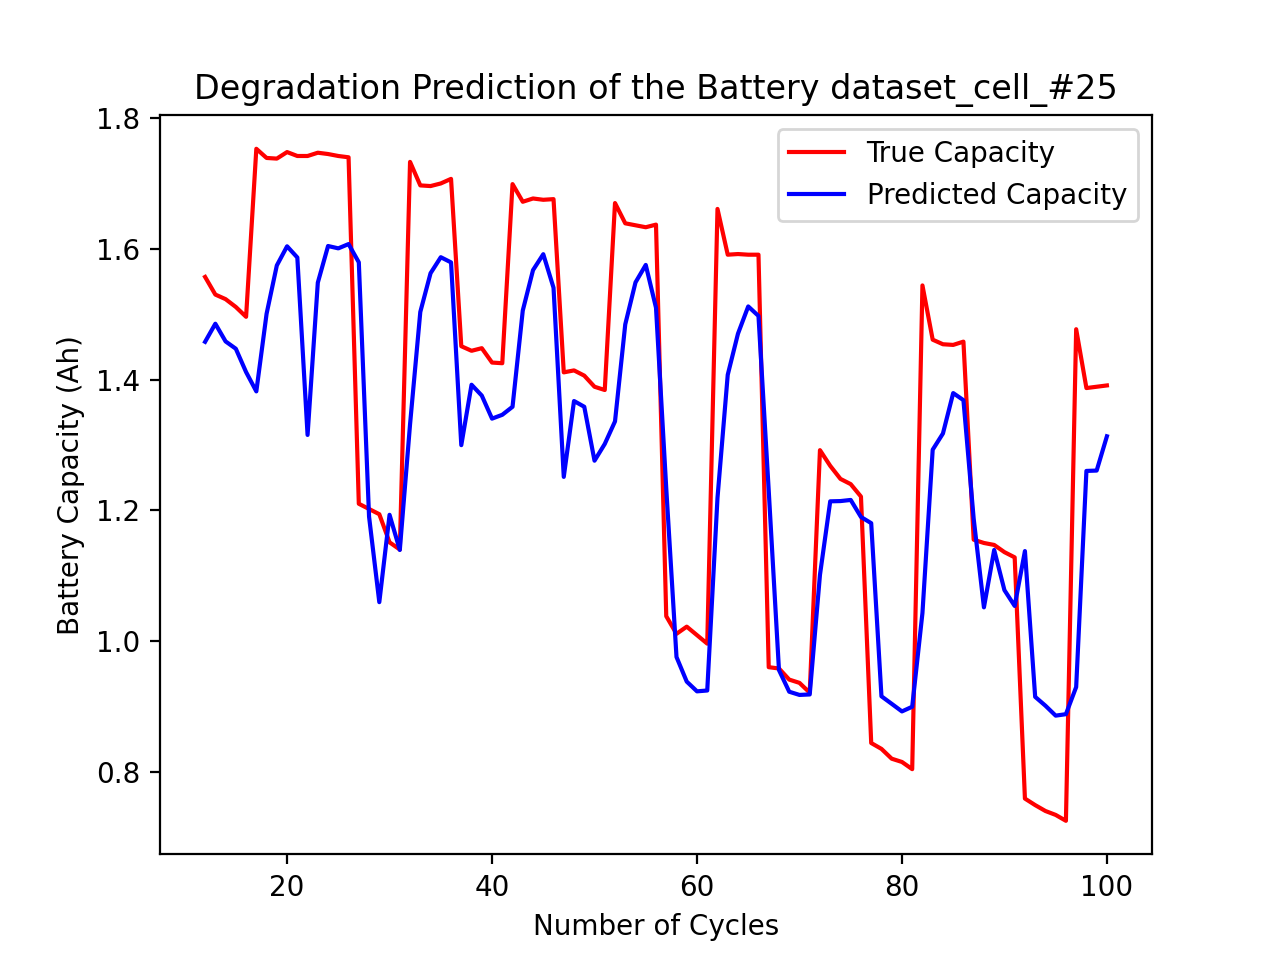 Degradation Prediction of the Battery dataset_cell_#25
True Capacity
Predicted Capacity
Battery Capacity (Ah)
1.8
1.6
1.4
1.2
1.0
0.8
20 40 60 80 100
Number of Cycles